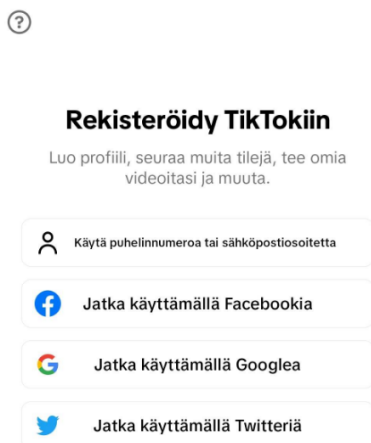 Rekisteröidy TikTokiin
Luo profiili, seuraa muita tilejä, tee omia
videoitasi ja muuta.
Käytä puhelinnumeroa tai sähköpostiosoitetta
Jatka käyttämällä Facebookia
Jatka käyttämällä Googlea
Jatka käyttämällä Twitteriä